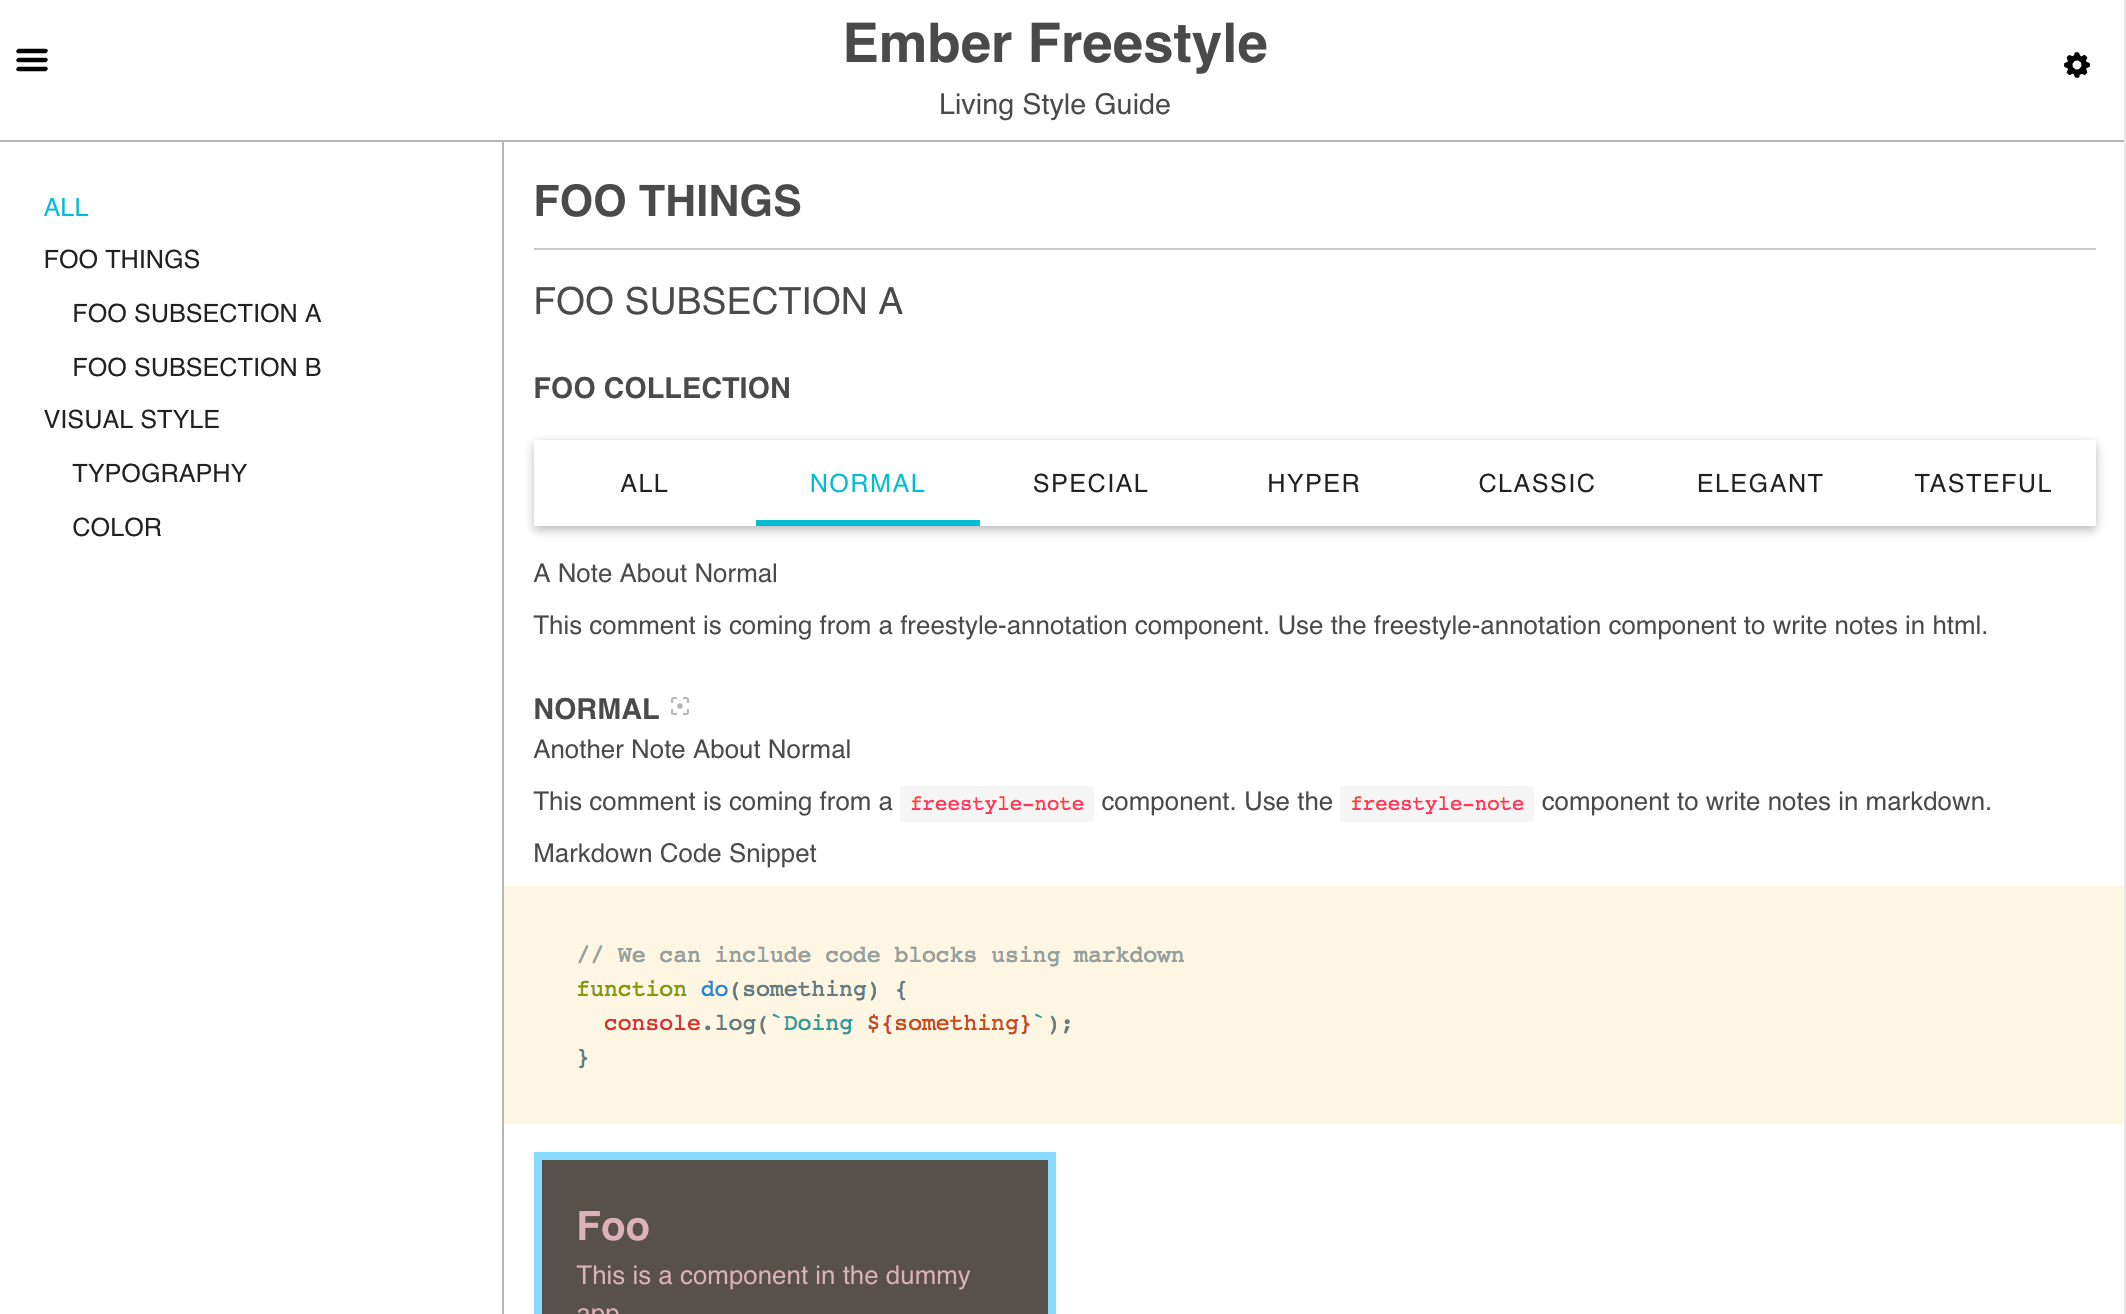 Ember Freestyle
Living Style Guide
ALL
FOO THINGS
FOO SUBSECTION A
FOO SUBSECTION B
VISUAL STYLE
TYPOGRAPHY
COLOR
FOO THINGS
FOO SUBSECTION A
FOO COLLECTION
ALL NORMAL SPECIAL HYPER CLASSIC ELEGANT TASTEFUL
A Note About Normal
This comment is coming from a freestyle-annotation component. Use the freestyle-annotation component to write notes in html.
NORMAL
Another Note About Normal
This comment is coming from a freestyle-note component. Use the freestyle-note component to write notes in markdown.
Markdown Code Snippet
// We can include code blocks using markdown
function do(something) {
  console.log(`Doing ${something}`);
}
Foo
This is a component in the dummy
app